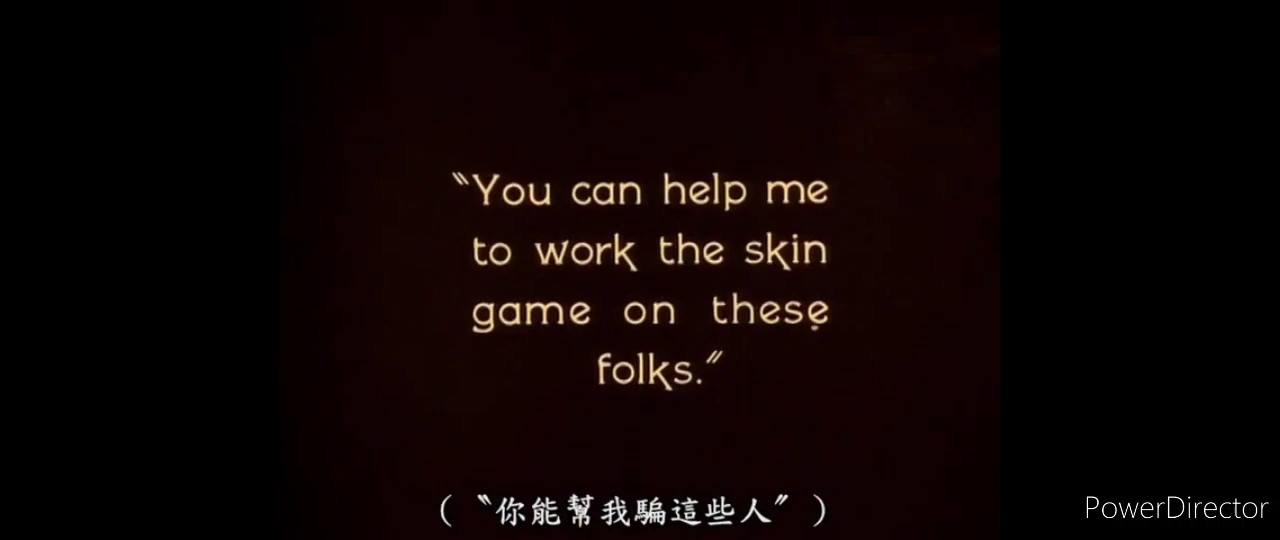 “You can help me
to work the skin
game on these
folks.”
(“你能幫我騙這些人”)
PowerDirector